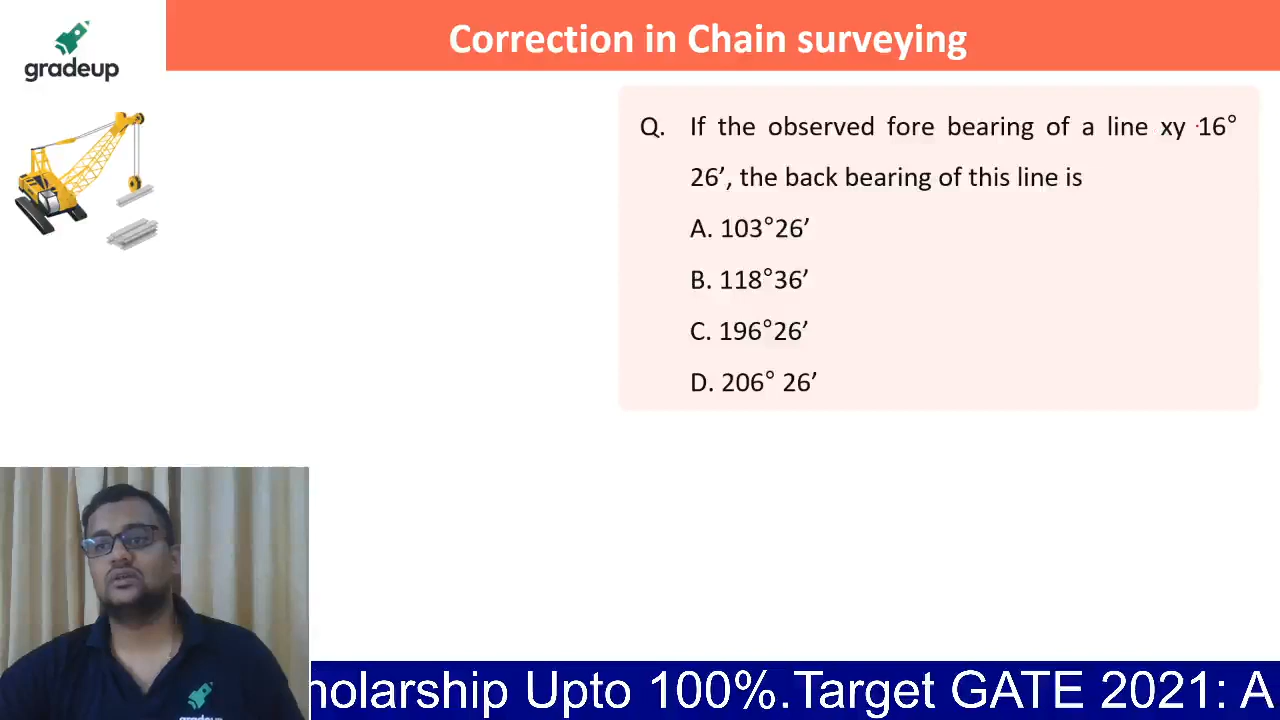 Correction in Chain surveying
gradeup
Q. If the observed fore bearing of a line xy 16°
26’, the back bearing of this line is
A. 103°26’
B. 118°36’
C. 196°26’
D. 206° 26’
gradeup
holarship Upto 100%.Target GATE 2021: A